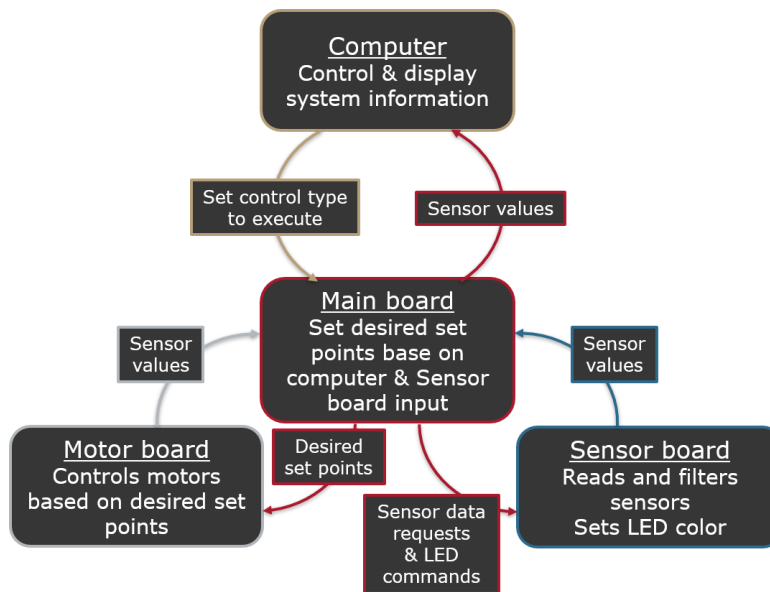 Computer
Control & display
system information
Set control type
to execute
Sensor values
Main board
Set desired set
points base on
computer & Sensor
board input
Sensor
values
Sensor
values
Motor board
Controls motors
based on desired set
points
Desired
set points
Sensor data
requests
& LED
commands
Sensor board
Reads and filters
sensors
Sets LED color